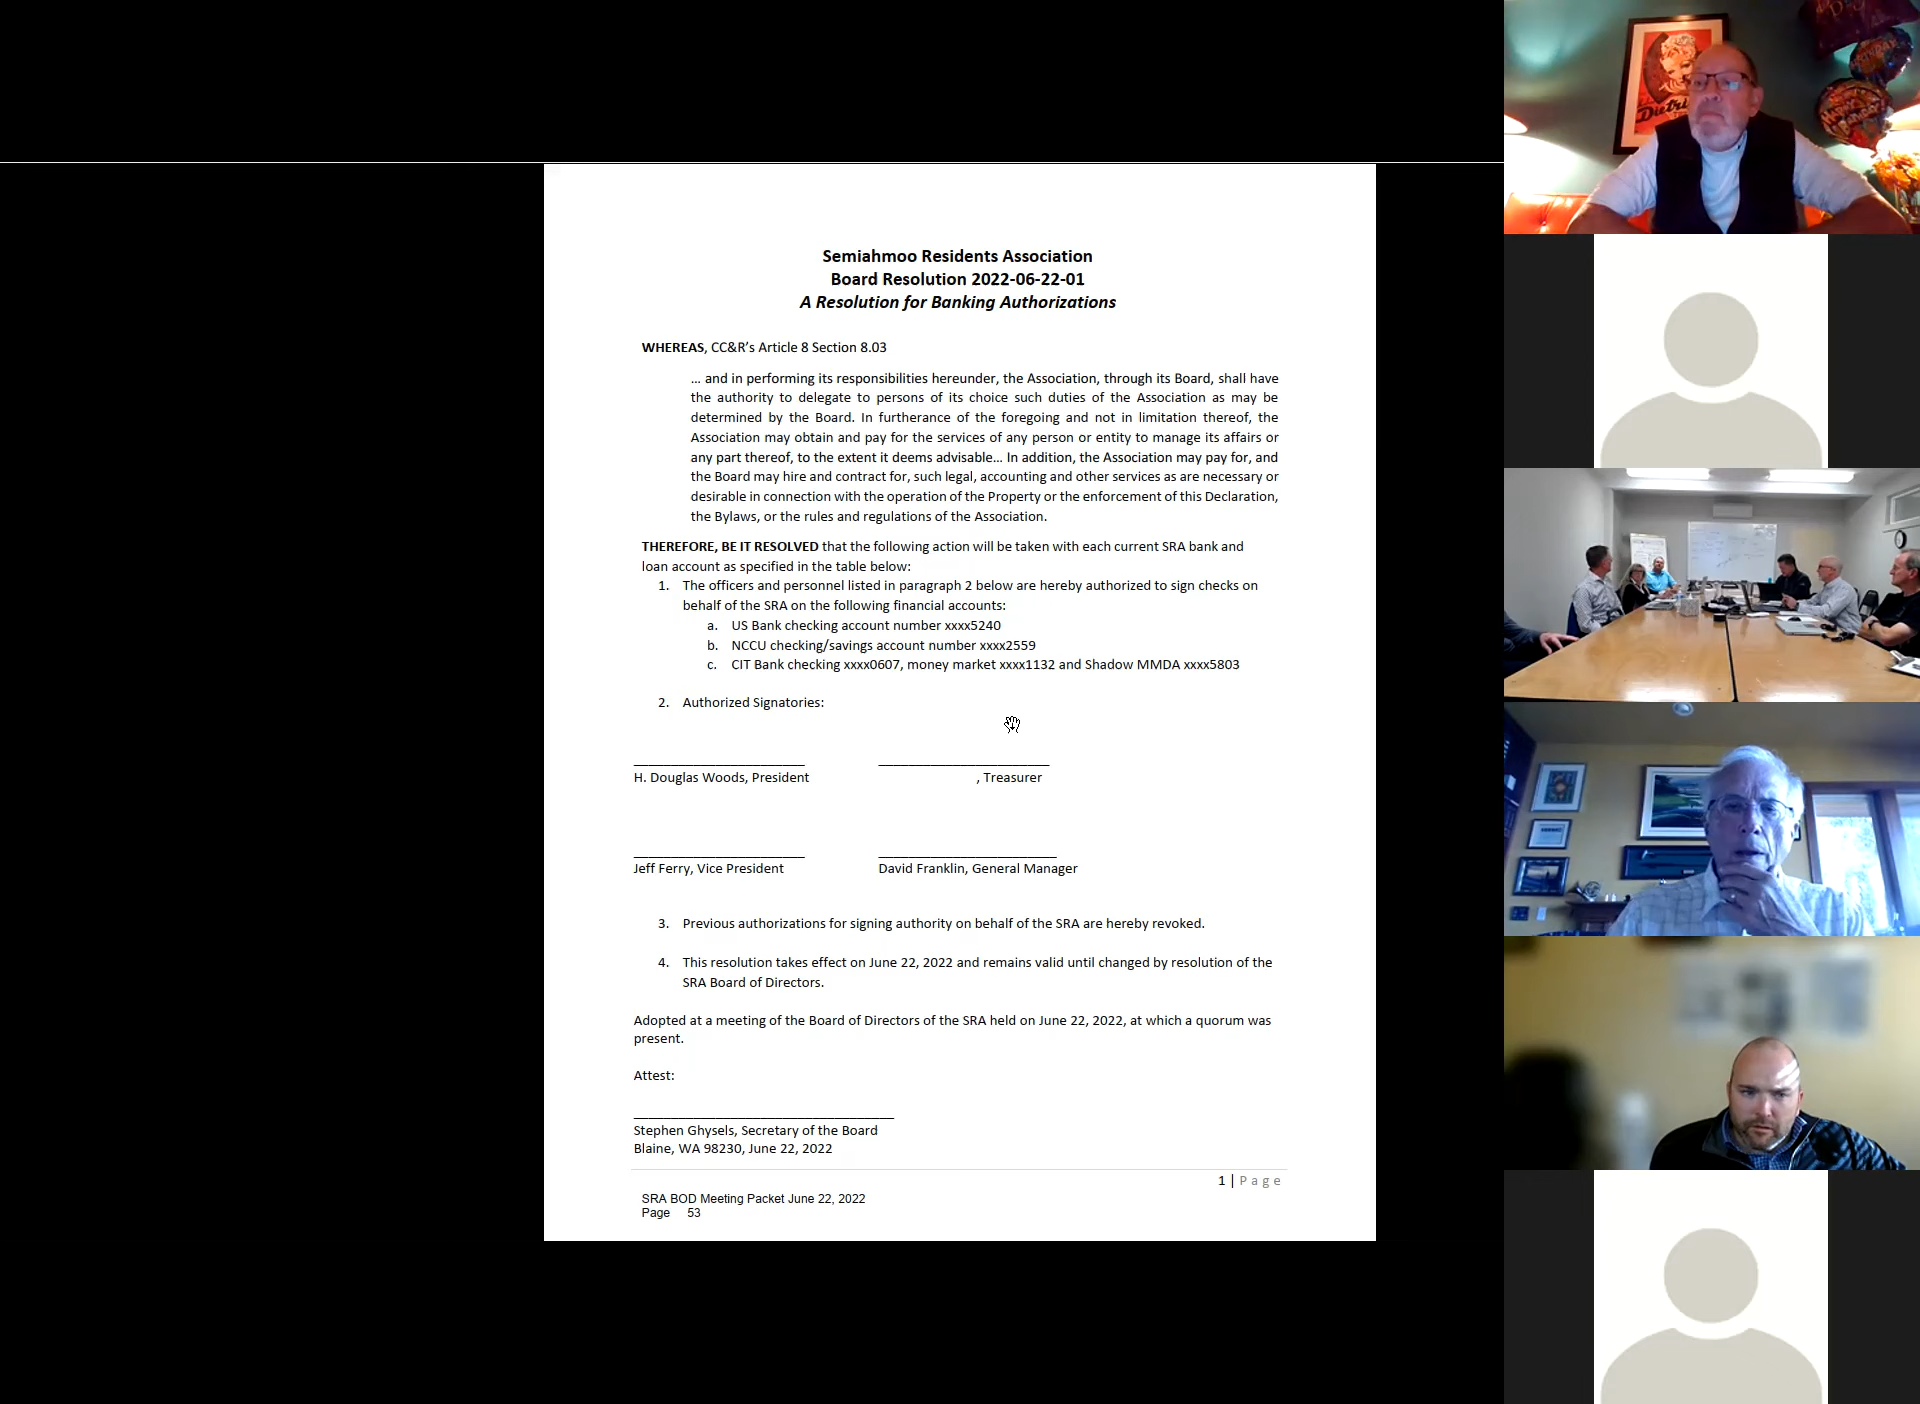 Semiahmoo Residents Association
Board Resolution 2022-06-22-01
A Resolution for Banking Authorizations
WHEREAS, CC&R's Article 8 Section 8.03
... and in performing its responsibilities hereunder, the Association, through its Board, shall have
the authority to delegate to persons of its choice such duties of the Association as may be
determined by the Board. In furtherance of the foregoing and not in limitation thereof, the
Association may obtain and pay for the services of any person or entity to manage its affairs or
any part thereof, to the extent it deems advisable... In addition, the Association may pay for, and
the Board may hire and contract for, such legal, accounting and other services as are necessary or
desirable in connection with the operation of the Property or the enforcement of this Declaration,
the Bylaws, or the rules and regulations of the Association.
THEREFORE, BE IT RESOLVED that the following action will be taken with each current SRA bank and
loan account as specified in the table below:
1. The officers and personnel listed in paragraph 2 below are hereby authorized to sign checks on
behalf of the SRA on the following financial accounts:
a. US Bank checking account number xxxx5240
b. NCCU checking/savings account number xxxx2559
c. CIT Bank checking xxxx0607, money market xxxx1132 and Shadow MMDA xxxx5803
2. Authorized Signatories:
H. Douglas Woods, President
, Treasurer
Jeff Ferry, Vice President
David Franklin, General Manager
3. Previous authorizations for signing authority on behalf of the SRA are hereby revoked.
4. This resolution takes effect on June 22, 2022 and remains valid until changed by resolution of the
SRA Board of Directors.
Adopted at a meeting of the Board of Directors of the SRA held on June 22, 2022, at which a quorum was
present.
Attest:
Stephen Ghysels, Secretary of the Board
Blaine, WA 98230, June 22, 2022
1 | Page
SRA BOD Meeting Packet June 22, 2022
Page 53